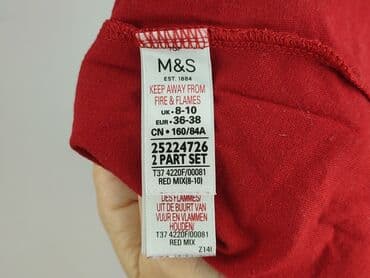 M&S
EST. 1884
KEEP AWAY FROM
FIRE & FLAMES
UK • 8-10
EUR • 36-38
CN • 160/84A
25224726
2 PART SET
T37 4220F/00081
RED MIX(8-10)
DES FLAMMES/
UIT DE BUURT VAN
VUUR EN VLAMMEN
HOUDEN/
T37 4220F/00081
RED MIX
Z14I